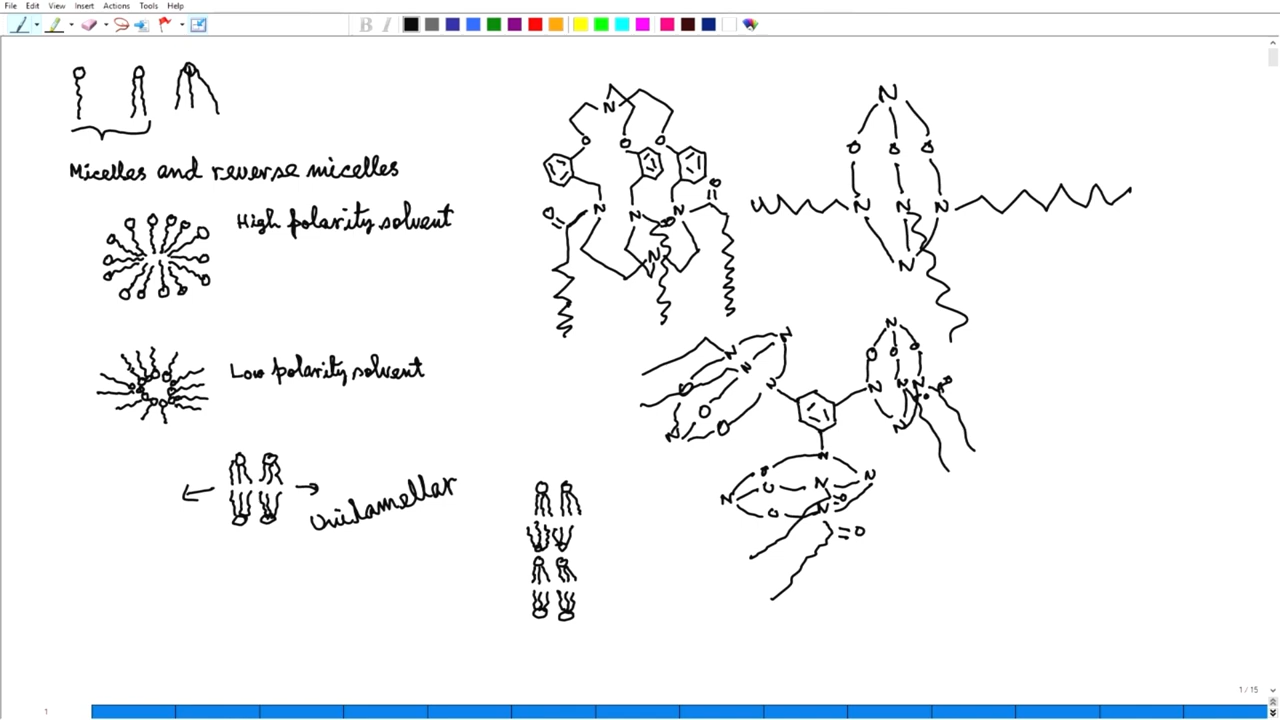 File Edit View Insert Actions Tools Help
B I
Micelles and reverse micelles
High polarity solvent
Low polarity solvent
Unilamellar
N
O O O
N N N
O O O
N
N
O O O
N N N
N
N
N
N
N
O
O
N
O
N
O O O
N N N
N
N
O N
N O N
O N =O
=O
1 / 15
1